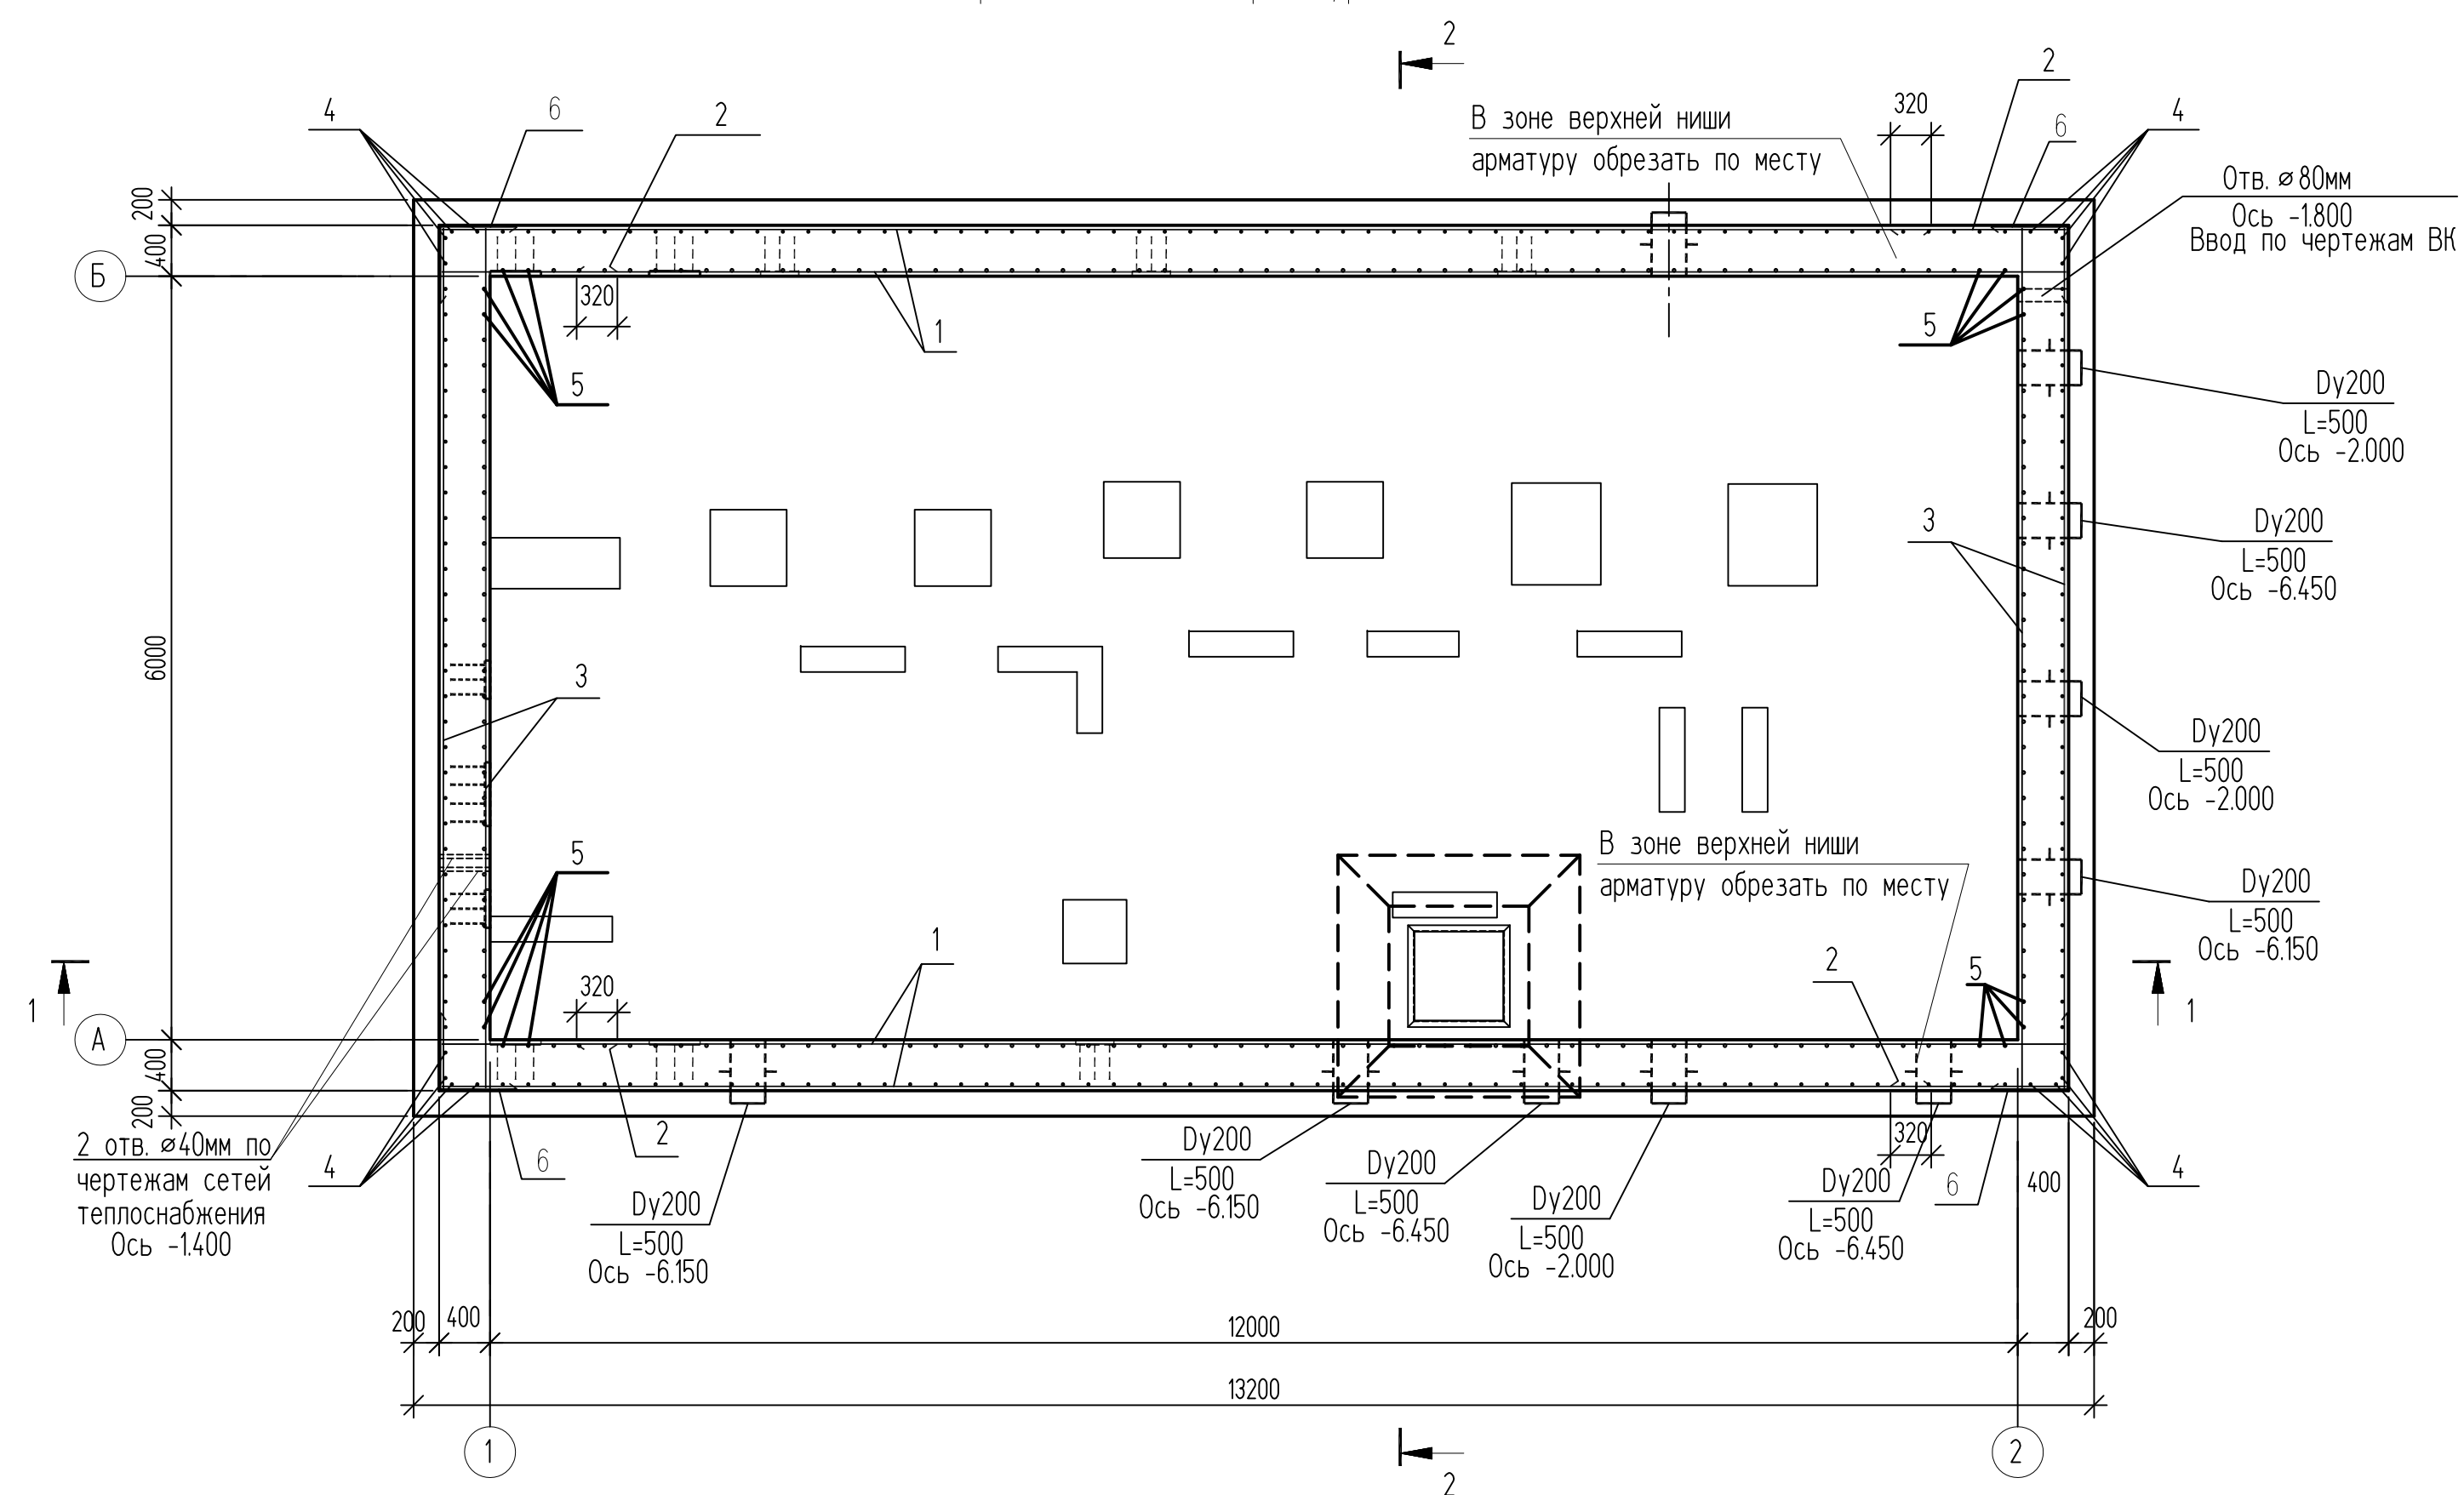 2
2
4
6
2
В зоне верхней ниши
арматуру обрезать по месту
320
6
4
Отв. ⌀80мм
Ось -1.800
Ввод по чертежам ВК
200
400
Б
320
1
5
5
Dy200
L=500
Ось -2.000
3
Dy200
L=500
Ось -6.450
6000
3
Dy200
L=500
Ось -2.000
В зоне верхней ниши
арматуру обрезать по месту
5
Dy200
L=500
Ось -6.150
1
2
5
320
1
1
А
400
200
2 отв. ⌀40мм по
чертежам сетей
теплоснабжения
Ось -1.400
4
6
2
Dy200
L=500
Ось -6.150
Dy200
L=500
Ось -6.150
Dy200
L=500
Ось -6.450
Dy200
L=500
Ось -2.000
320
Dy200
L=500
Ось -6.450
6
400
4
200
400
12000
200
13200
1
2
2